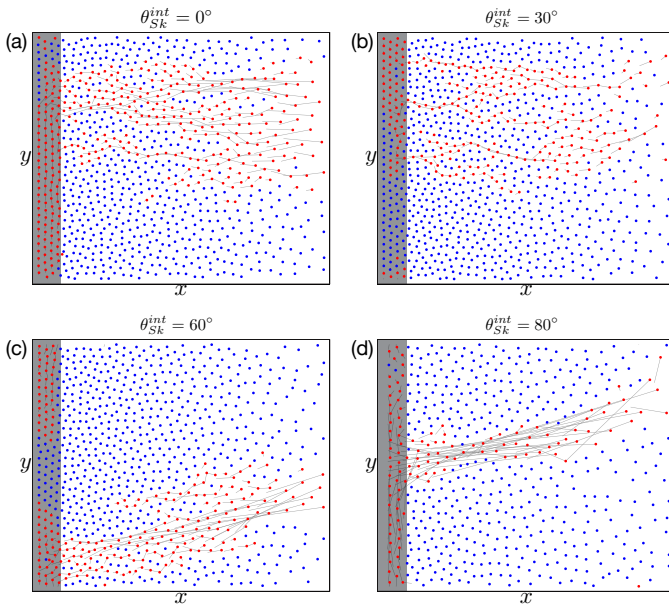 θ_{Sk}^{int} = 0°
θ_{Sk}^{int} = 30°
(a)
(b)
y
y
x
x
θ_{Sk}^{int} = 60°
θ_{Sk}^{int} = 80°
(c)
(d)
y
y
x
x